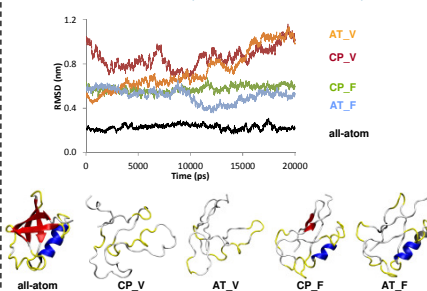 1.2
AT_V
CP_V
0.8
RMSD (nm)
CP_F
0.4
AT_F
all-atom
0.0
0 5000 10000 15000 20000
Time (ps)
all-atom CP_V AT_V CP_F AT_F